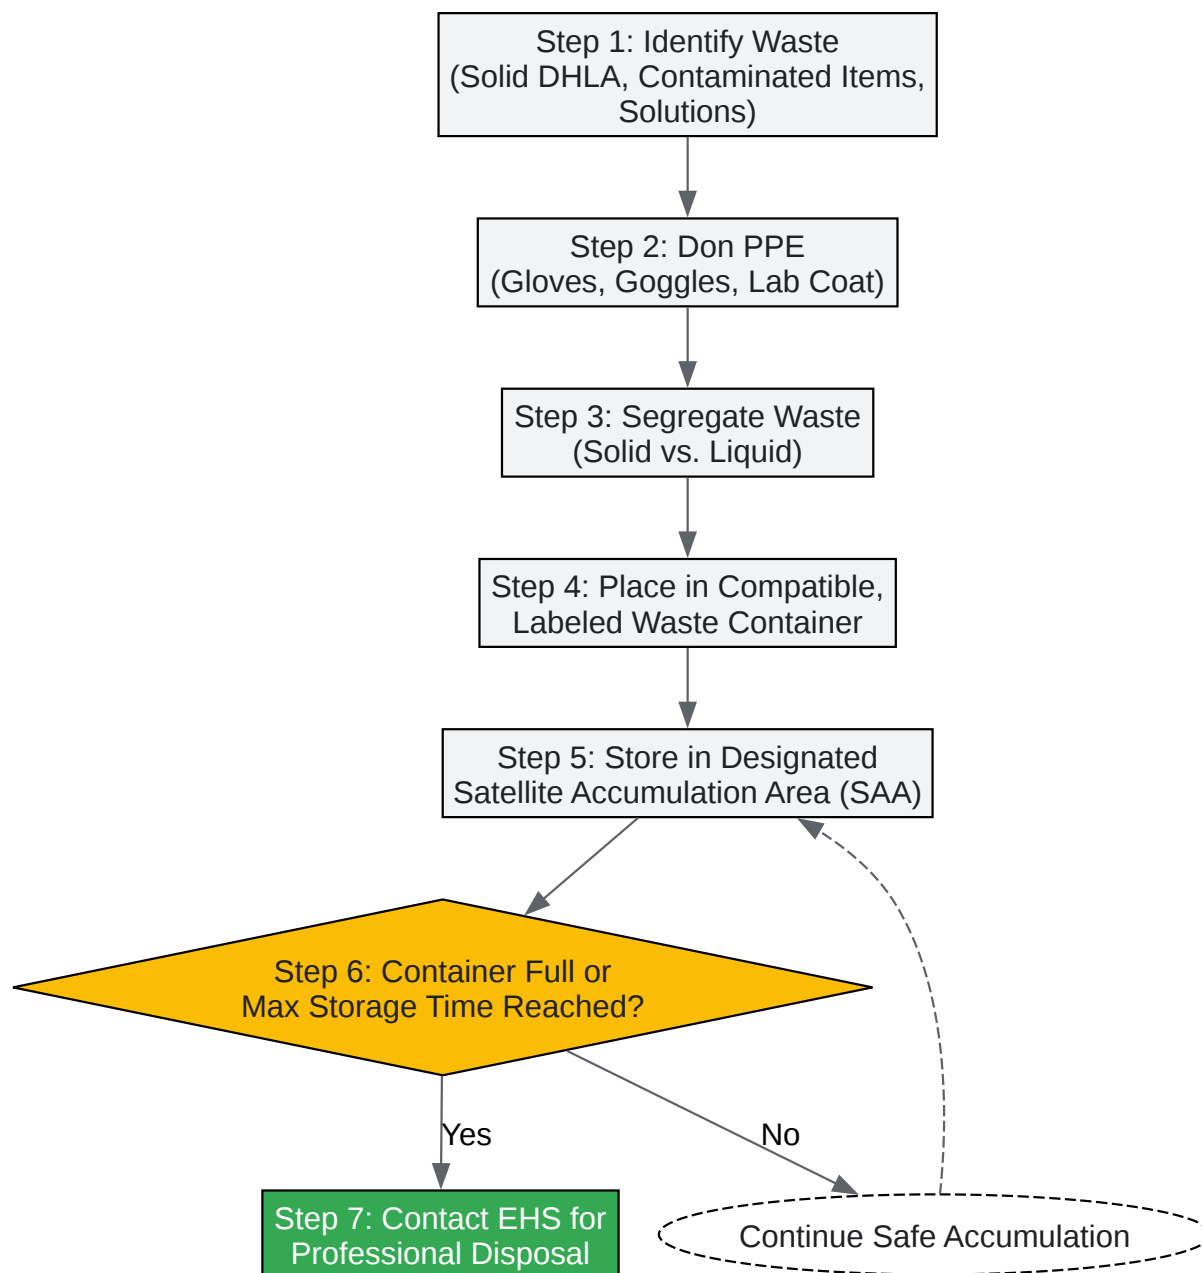 Step 1: Identify Waste
(Solid DHLA, Contaminated Items,
Solutions)
Step 2: Don PPE
(Gloves, Goggles, Lab Coat)
Step 3: Segregate Waste
(Solid vs. Liquid)
Step 4: Place in Compatible,
Labeled Waste Container
Step 5: Store in Designated
Satellite Accumulation Area (SAA)
Step 6: Container Full or
Max Storage Time Reached?
Yes
No
Step 7: Contact EHS for
Professional Disposal
Continue Safe Accumulation